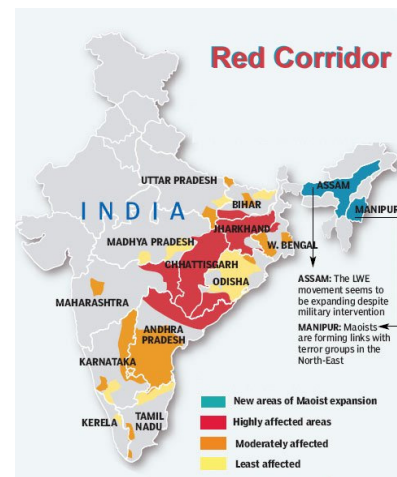 Red Corridor
UTTAR PRADESH
ASSAM
BIHAR
MANIPUR
INDIA
JHARKHAND
MADHYA PRADESH
W. BENGAL
CHHATTISGARH
ODISHA
ASSAM: The LWE
movement seems to
be expanding despite
military intervention
MAHARASHTRA
MANIPUR: Maoists
are forming links with
terror groups in the
North-East
ANDHRA
PRADESH
KARNATAKA
New areas of Maoist expansion
Highly affected areas
KERELA
TAMIL
NADU
Moderately affected
Least affected